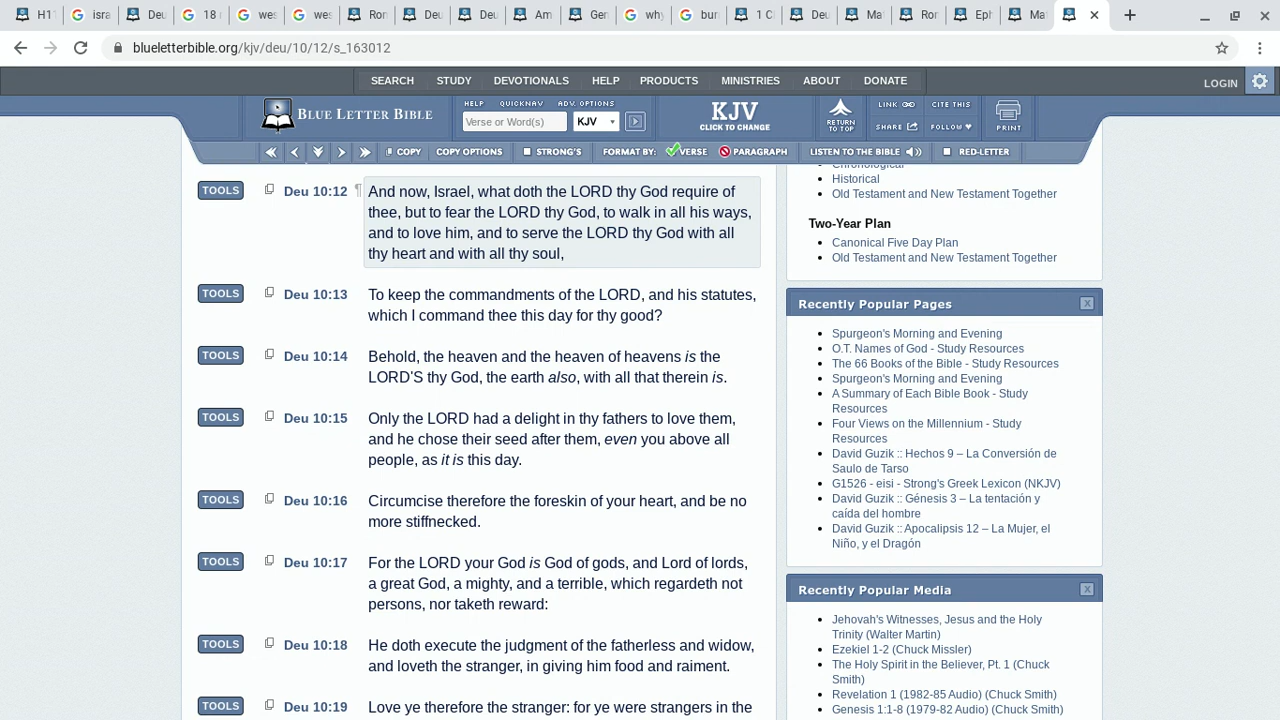 H1
isra
Deu
18
wes
wes
Rom
Deu
Deu
Am
Gen
why
bur
1 C
Deu
Mal
Rom
Eph
Ma
blueletterbible.org/kjv/deu/10/12/s_163012
SEARCH STUDY DEVOTIONALS HELP PRODUCTS MINISTRIES ABOUT DONATE LOGIN
HELP QUICKNAV ADV. OPTIONS
BLUE LETTER BIBLE
Verse or Word(s) KJV
KJV
CLICK TO CHANGE
RETURN
TO TOP
LINK CITE THIS
SHARE FOLLOW
PRINT
COPY COPY OPTIONS STRONG'S FORMAT BY: VERSE PARAGRAPH LISTEN TO THE BIBLE RED-LETTER
TOOLS Deu 10:12 ¶ And now, Israel, what doth the LORD thy God require of
thee, but to fear the LORD thy God, to walk in all his ways,
and to love him, and to serve the LORD thy God with all
thy heart and with all thy soul,
TOOLS Deu 10:13 To keep the commandments of the LORD, and his statutes,
which I command thee this day for thy good?
TOOLS Deu 10:14 Behold, the heaven and the heaven of heavens is the
LORD'S thy God, the earth also, with all that therein is.
TOOLS Deu 10:15 Only the LORD had a delight in thy fathers to love them,
and he chose their seed after them, even you above all
people, as it is this day.
TOOLS Deu 10:16 Circumcise therefore the foreskin of your heart, and be no
more stiffnecked.
TOOLS Deu 10:17 For the LORD your God is God of gods, and Lord of lords,
a great God, a mighty, and a terrible, which regardeth not
persons, nor taketh reward:
TOOLS Deu 10:18 He doth execute the judgment of the fatherless and widow,
and loveth the stranger, in giving him food and raiment.
TOOLS Deu 10:19 Love ye therefore the stranger: for ye were strangers in the
Chronological
Historical
Old Testament and New Testament Together
Two-Year Plan
Canonical Five Day Plan
Old Testament and New Testament Together
Recently Popular Pages
Spurgeon's Morning and Evening
O.T. Names of God - Study Resources
The 66 Books of the Bible - Study Resources
Spurgeon's Morning and Evening
A Summary of Each Bible Book - Study
Resources
Four Views on the Millennium - Study
Resources
David Guzik :: Hechos 9 – La Conversión de
Saulo de Tarso
G1526 - eisi - Strong's Greek Lexicon (NKJV)
David Guzik :: Génesis 3 – La tentación y
caída del hombre
David Guzik :: Apocalipsis 12 – La Mujer, el
Niño, y el Dragón
Recently Popular Media
Jehovah's Witnesses, Jesus and the Holy
Trinity (Walter Martin)
Ezekiel 1-2 (Chuck Missler)
The Holy Spirit in the Believer, Pt. 1 (Chuck
Smith)
Revelation 1 (1982-85 Audio) (Chuck Smith)
Genesis 1:1-8 (1979-82 Audio) (Chuck Smith)